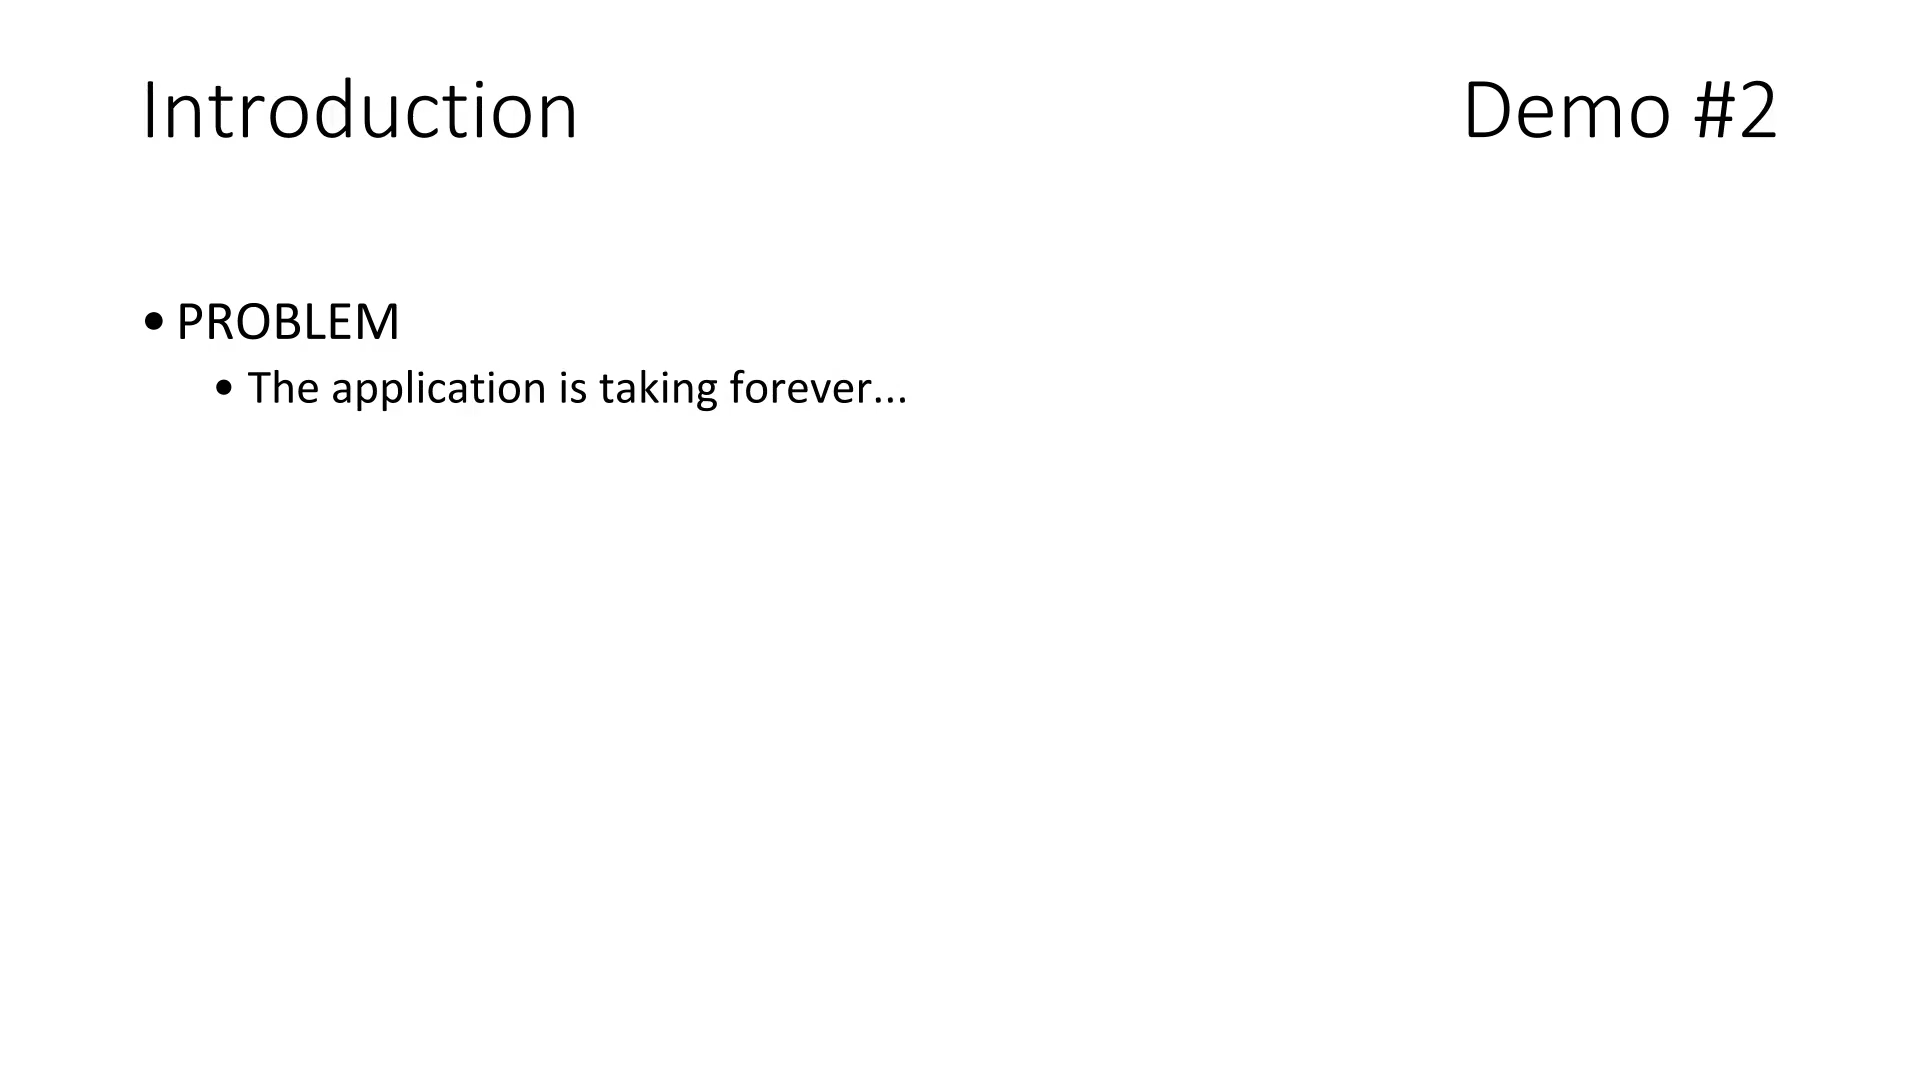 Introduction Demo #2
• PROBLEM
• The application is taking forever...